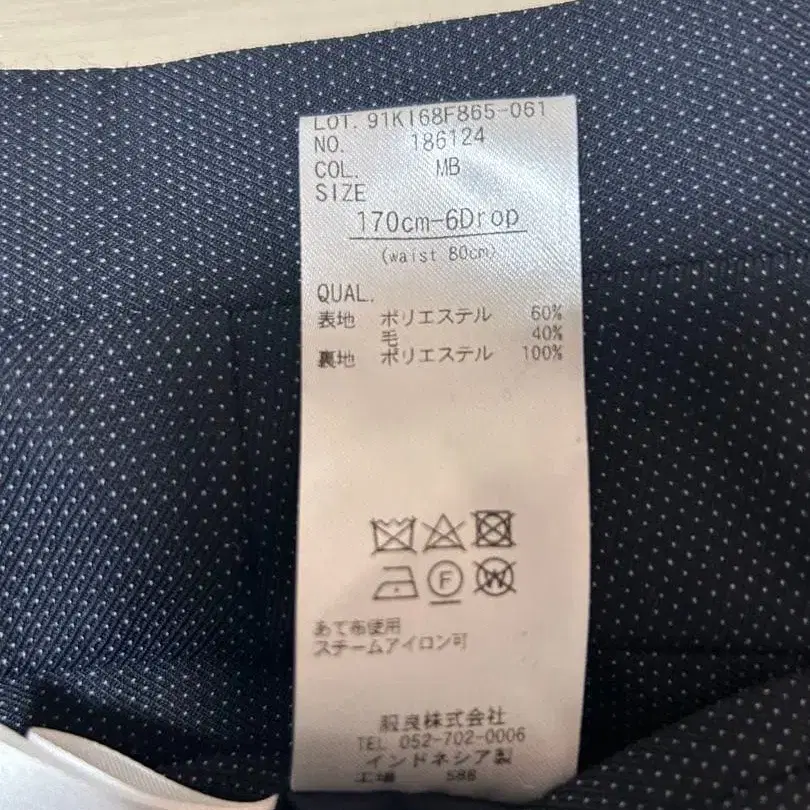 LOT. 91KI68F865-061
NO. 186124
COL. MB
SIZE
170cm-6Drop
(waist 80cm)
QUAL.
表地 ポリエステル 60%
毛 40%
裏地 ポリエステル 100%
F W
あて布使用
スチームアイロン可
服良株式会社
TEL 052-702-0006
インドネシア製
工場 588